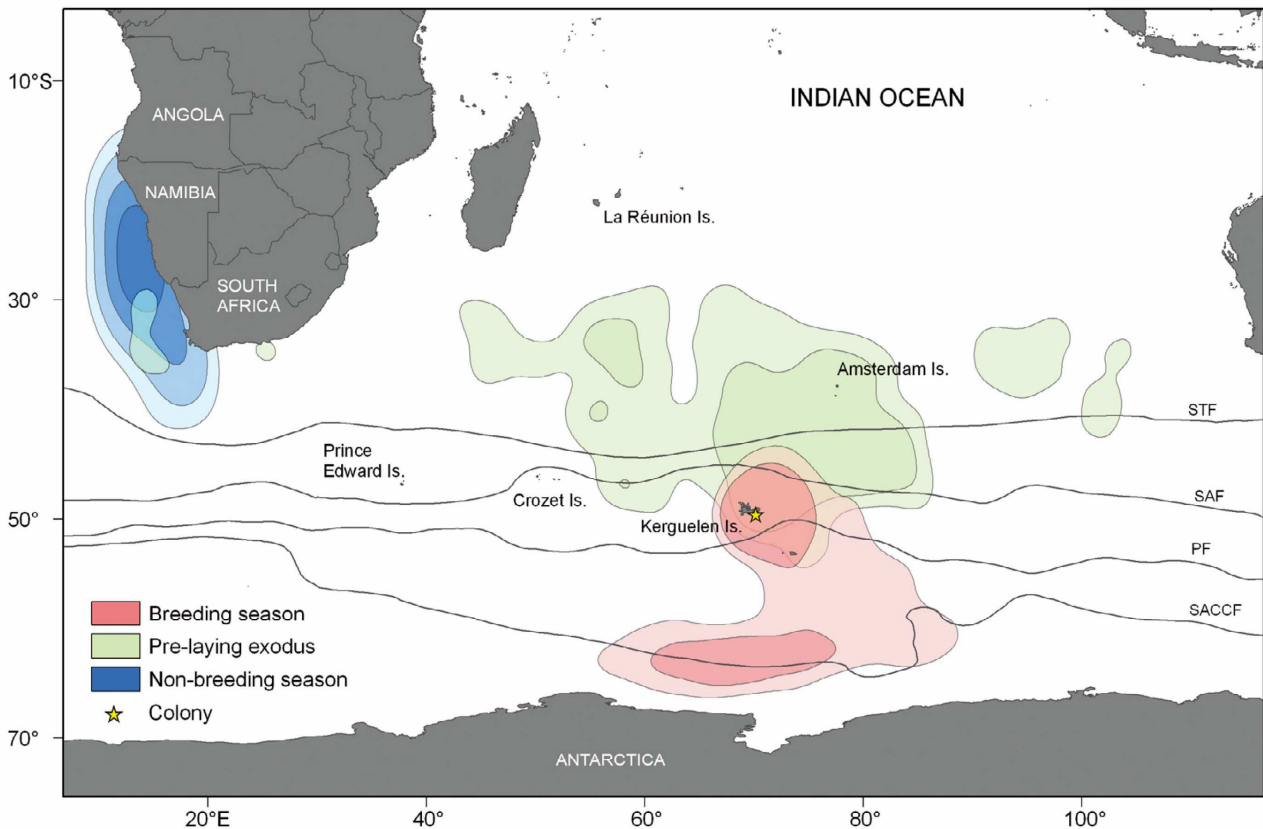 10°S
INDIAN OCEAN
ANGOLA
NAMIBIA
La Réunion Is.
SOUTH
AFRICA
30°
Amsterdam Is.
STF
Prince
Edward Is.
Crozet Is.
SAF
50°
Kerguelen Is.
PF
SACCF
Breeding season
Pre-laying exodus
Non-breeding season
Colony
70°
ANTARCTICA
20°E
40°
60°
80°
100°